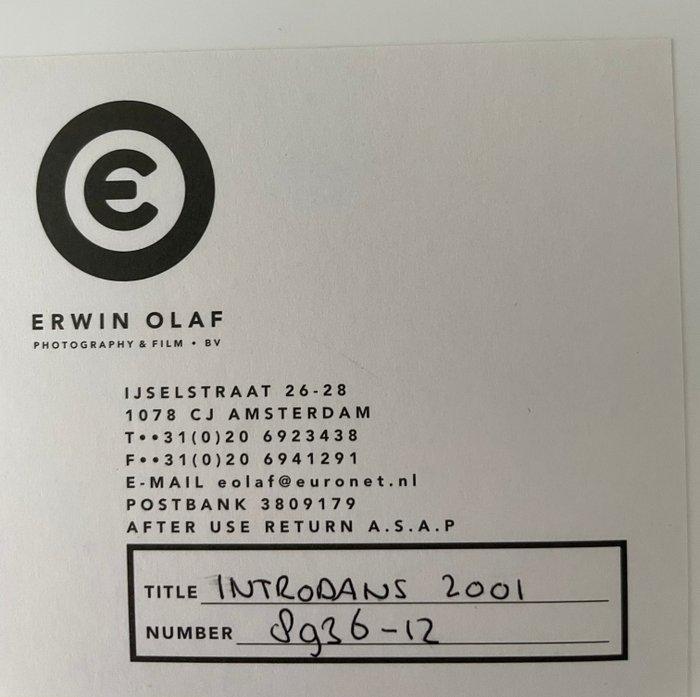 E
ERWIN OLAF
PHOTOGRAPHY & FILM • BV
IJSELSTRAAT 26-28
1078 CJ AMSTERDAM
T••31(0)20 6923438
F••31(0)20 6941291
E-MAIL eolaf@euronet.nl
POSTBANK 3809179
AFTER USE RETURN A.S.A.P
TITLE INTRODANS 2001
NUMBER 8936-12